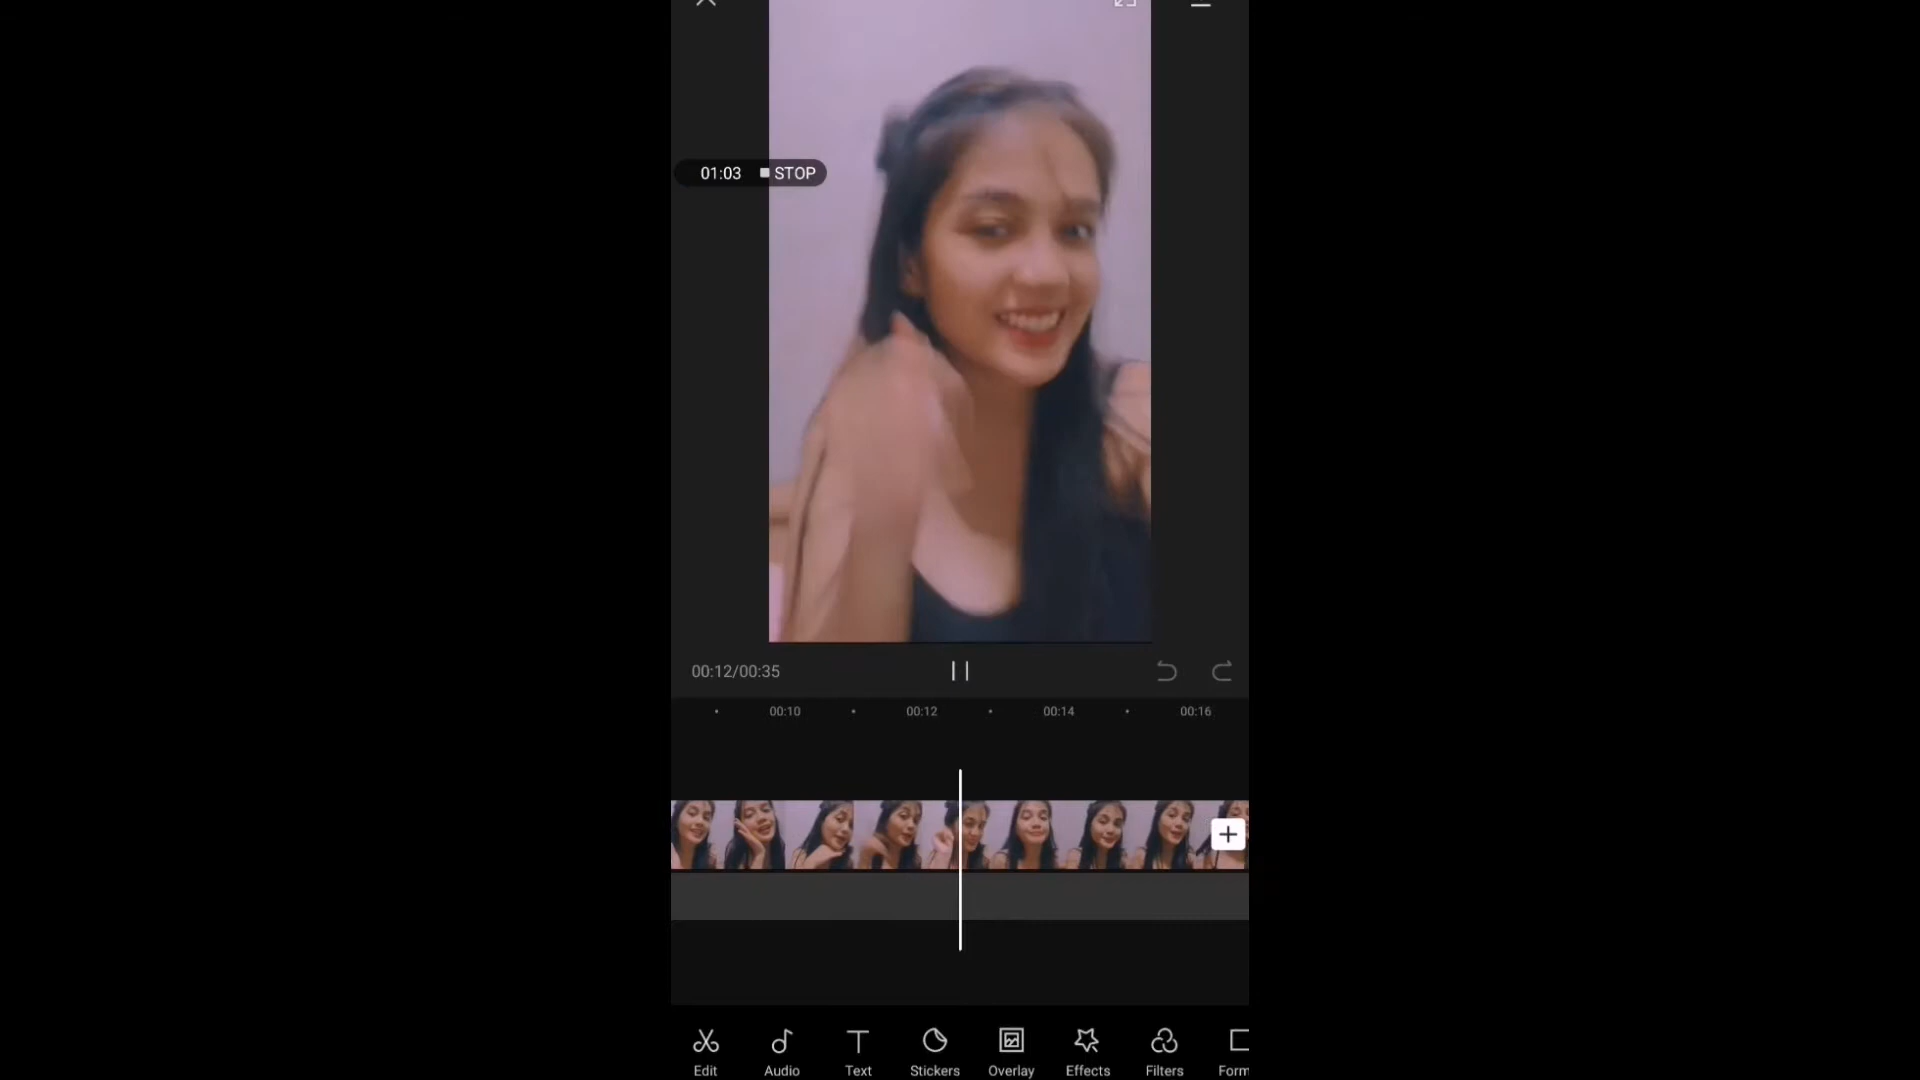 01:03 STOP
00:12/00:35
00:10 00:12 00:14 00:16
Edit Audio Text Stickers Overlay Effects Filters Form